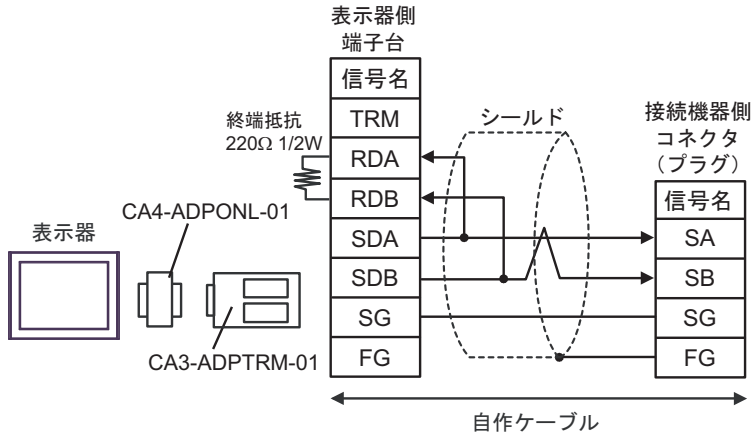 表示器側
端子台
信号名
TRM
RDA
RDB
SDA
SDB
SG
FG
終端抵抗
220Ω 1/2W
シールド
接続機器側
コネクタ
（プラグ）
信号名
SA
SB
SG
FG
表示器
CA4-ADPONL-01
CA3-ADPTRM-01
自作ケーブル